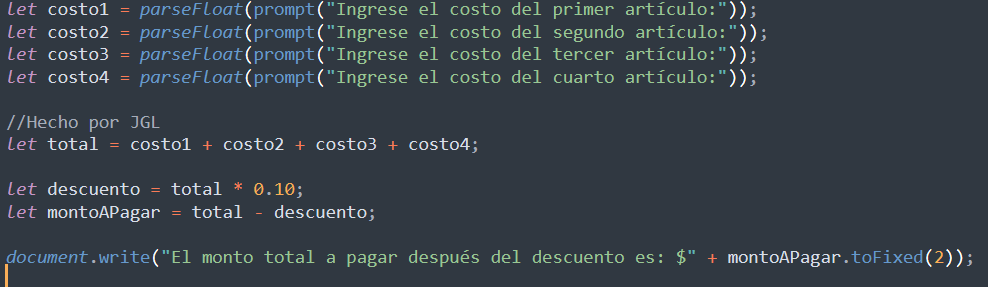 let costo1 = parseFloat(prompt("Ingrese el costo del primer artículo:"));
let costo2 = parseFloat(prompt("Ingrese el costo del segundo artículo:"));
let costo3 = parseFloat(prompt("Ingrese el costo del tercer artículo:"));
let costo4 = parseFloat(prompt("Ingrese el costo del cuarto artículo:"));
//Hecho por JGL
let total = costo1 + costo2 + costo3 + costo4;
let descuento = total * 0.10;
let montoAPagar = total - descuento;
document.write("El monto total a pagar después del descuento es: $" + montoAPagar.toFixed(2));